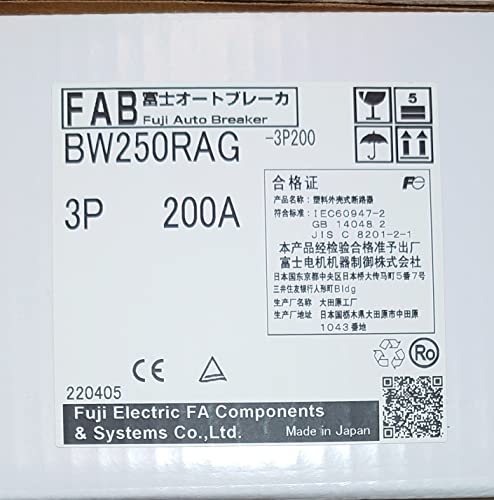 FAB 富士オートブレーカ
Fuji Auto Breaker
BW250RAG -3P200
3P 200A
5
合格证 Fe
产品名称：塑料外壳式断路器
符合标准：IEC60947-2
GB 14048.2
JIS C 8201-2-1
本产品经检验合格准予出厂
富士电机机器制御株式会社
日本国东京都中央区日本桥大传马町5番7号
三井住友银行人形町Bldg
生产厂名称 大田原工厂
生产厂地址 日本国栃木県大田原市中田原
1043番地
CE
Ro
220405
Fuji Electric FA Components
& Systems Co.,Ltd. Made in Japan